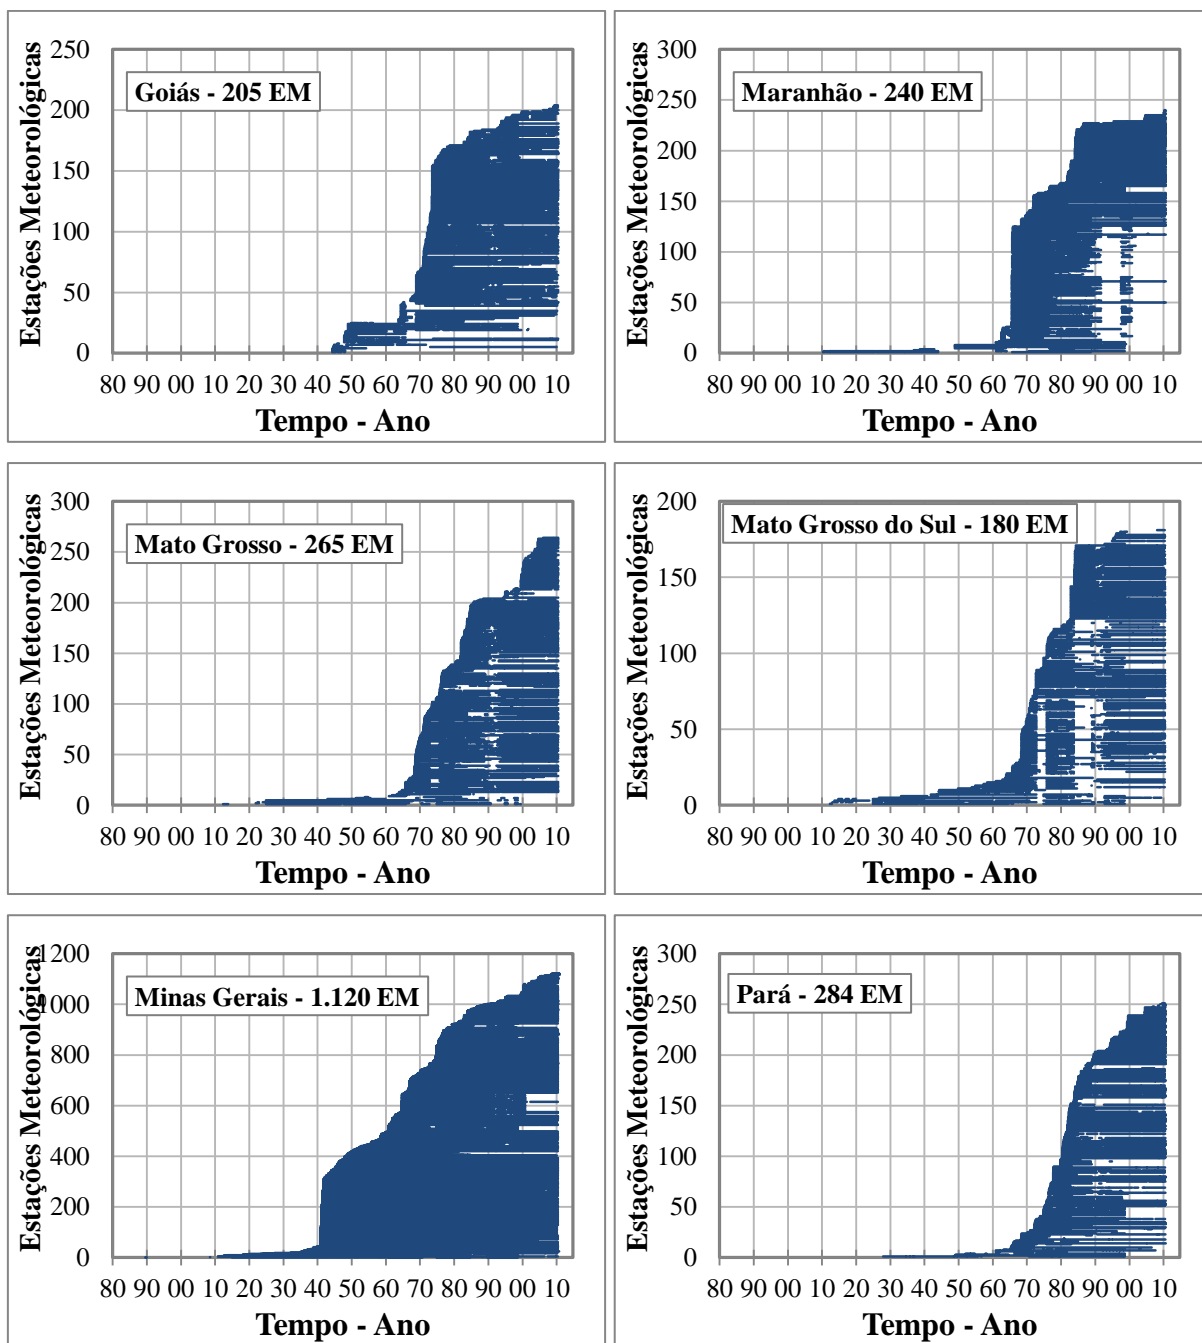 250
200
150
100
50
0
Estações Meteorológicas
Goiás - 205 EM
80 90 00 10 20 30 40 50 60 70 80 90 00 10
Tempo - Ano
300
250
200
150
100
50
0
Estações Meteorológicas
Maranhão - 240 EM
80 90 00 10 20 30 40 50 60 70 80 90 00 10
Tempo - Ano
300
250
200
150
100
50
0
Estações Meteorológicas
Mato Grosso - 265 EM
80 90 00 10 20 30 40 50 60 70 80 90 00 10
Tempo - Ano
200
150
100
50
0
Estações Meteorológicas
Mato Grosso do Sul - 180 EM
80 90 00 10 20 30 40 50 60 70 80 90 00 10
Tempo - Ano
1200
1000
800
600
400
200
0
Estações Meteorológicas
Minas Gerais - 1.120 EM
80 90 00 10 20 30 40 50 60 70 80 90 00 10
Tempo - Ano
300
250
200
150
100
50
0
Estações Meteorológicas
Pará - 284 EM
80 90 00 10 20 30 40 50 60 70 80 90 00 10
Tempo - Ano